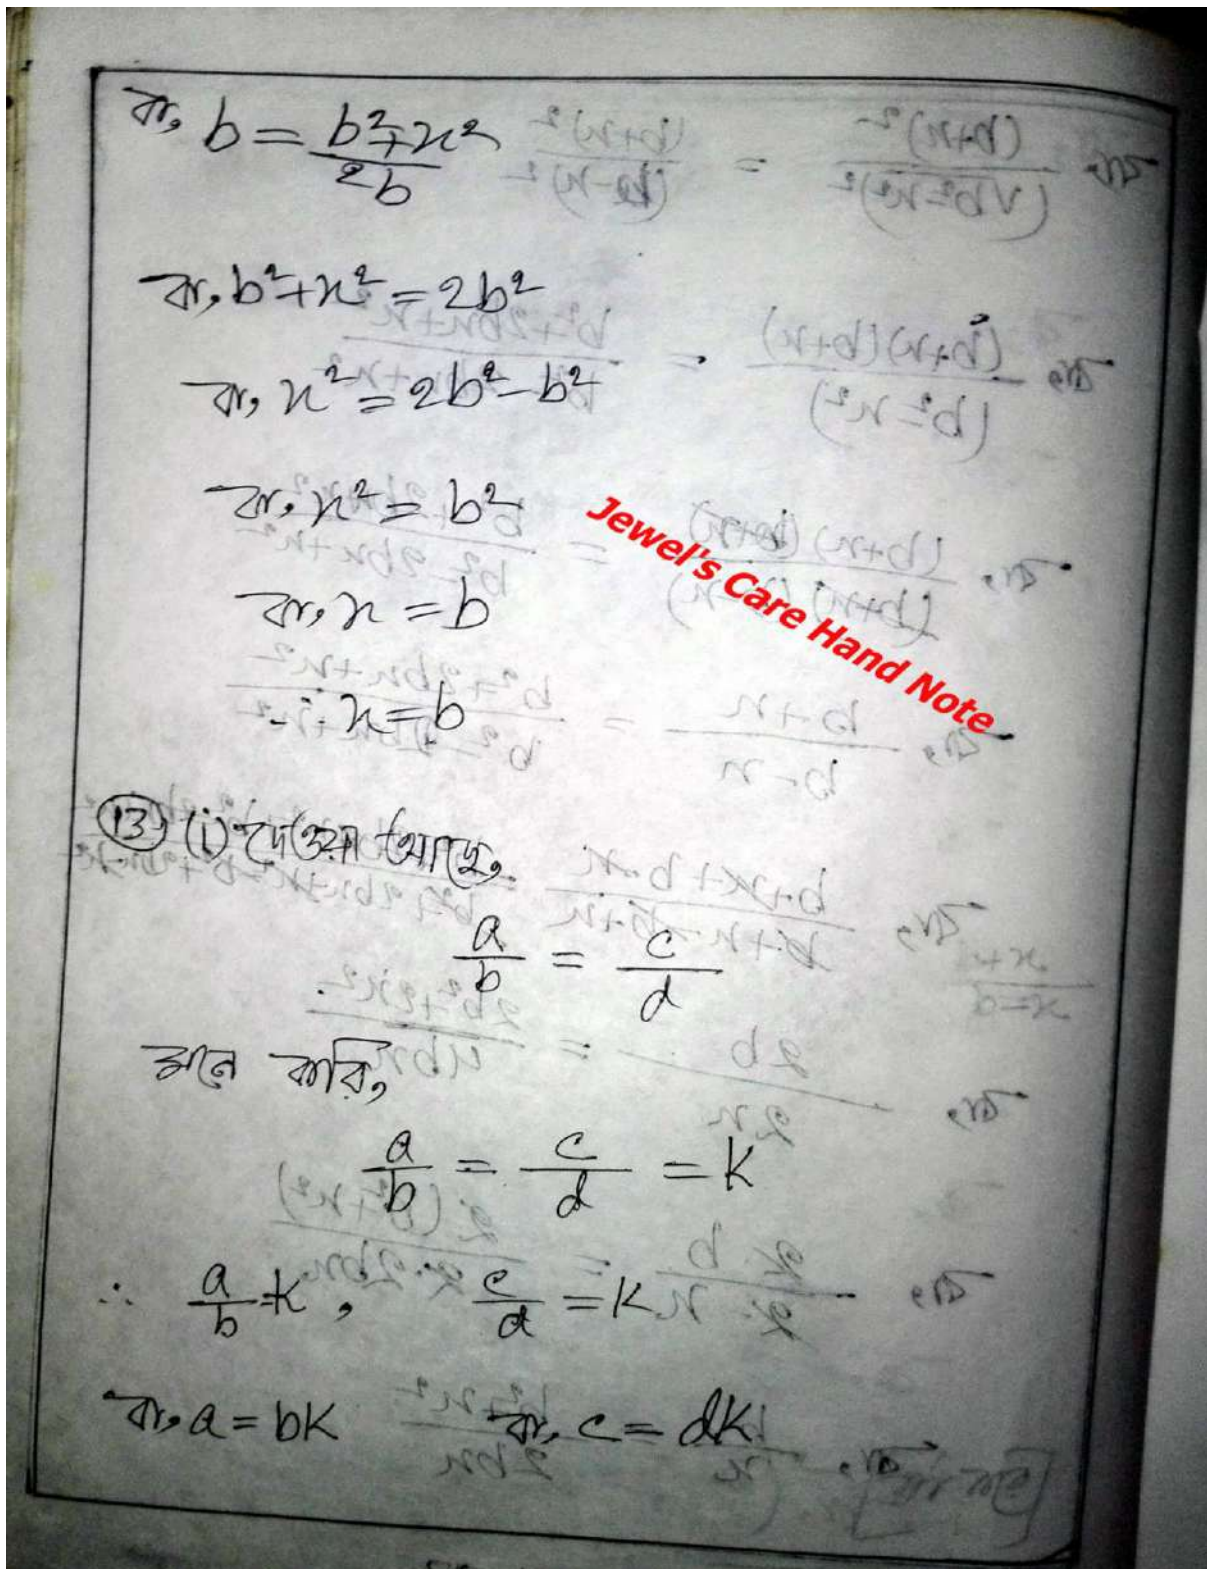 বা, b = b²+x² / 2b
বা, b²+x² = 2b²
বা, x² = 2b²-b²
বা, x² = b²
বা, x = b
∴ x = b
Jewel's Care Hand Note
13 (i) দেওয়া আছে,
a/b = c/d
মনে করি,
a/b = c/d = K
∴ a/b = K, c/d = K
বা, a = bK বা, c = dK